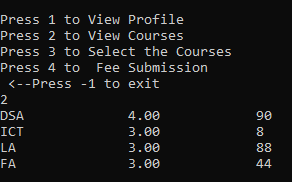 Press 1 to View Profile
Press 2 to View Courses
Press 3 to Select the Courses
Press 4 to  Fee Submission
 <--Press -1 to exit
2
DSA 4.00 90
ICT 3.00 8
LA 3.00 88
FA 3.00 44